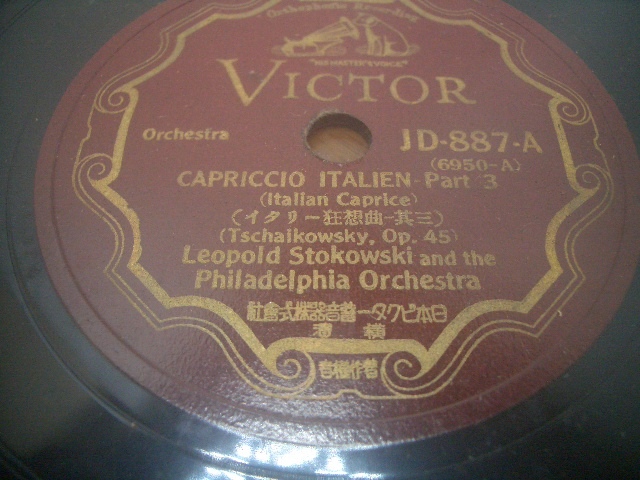 Orthophonic Recording
"HIS MASTER'S VOICE"
VICTOR
Orchestra
JD-887-A
(6950-A)
CAPRICCIO ITALIEN-Part 3
(Italian Caprice)
(イタリー狂想曲-其三)
(Tschaikowsky, Op. 45)
Leopold Stokowski and the
Philadelphia Orchestra
社會式株器音蓄ータクビ本日
濱横